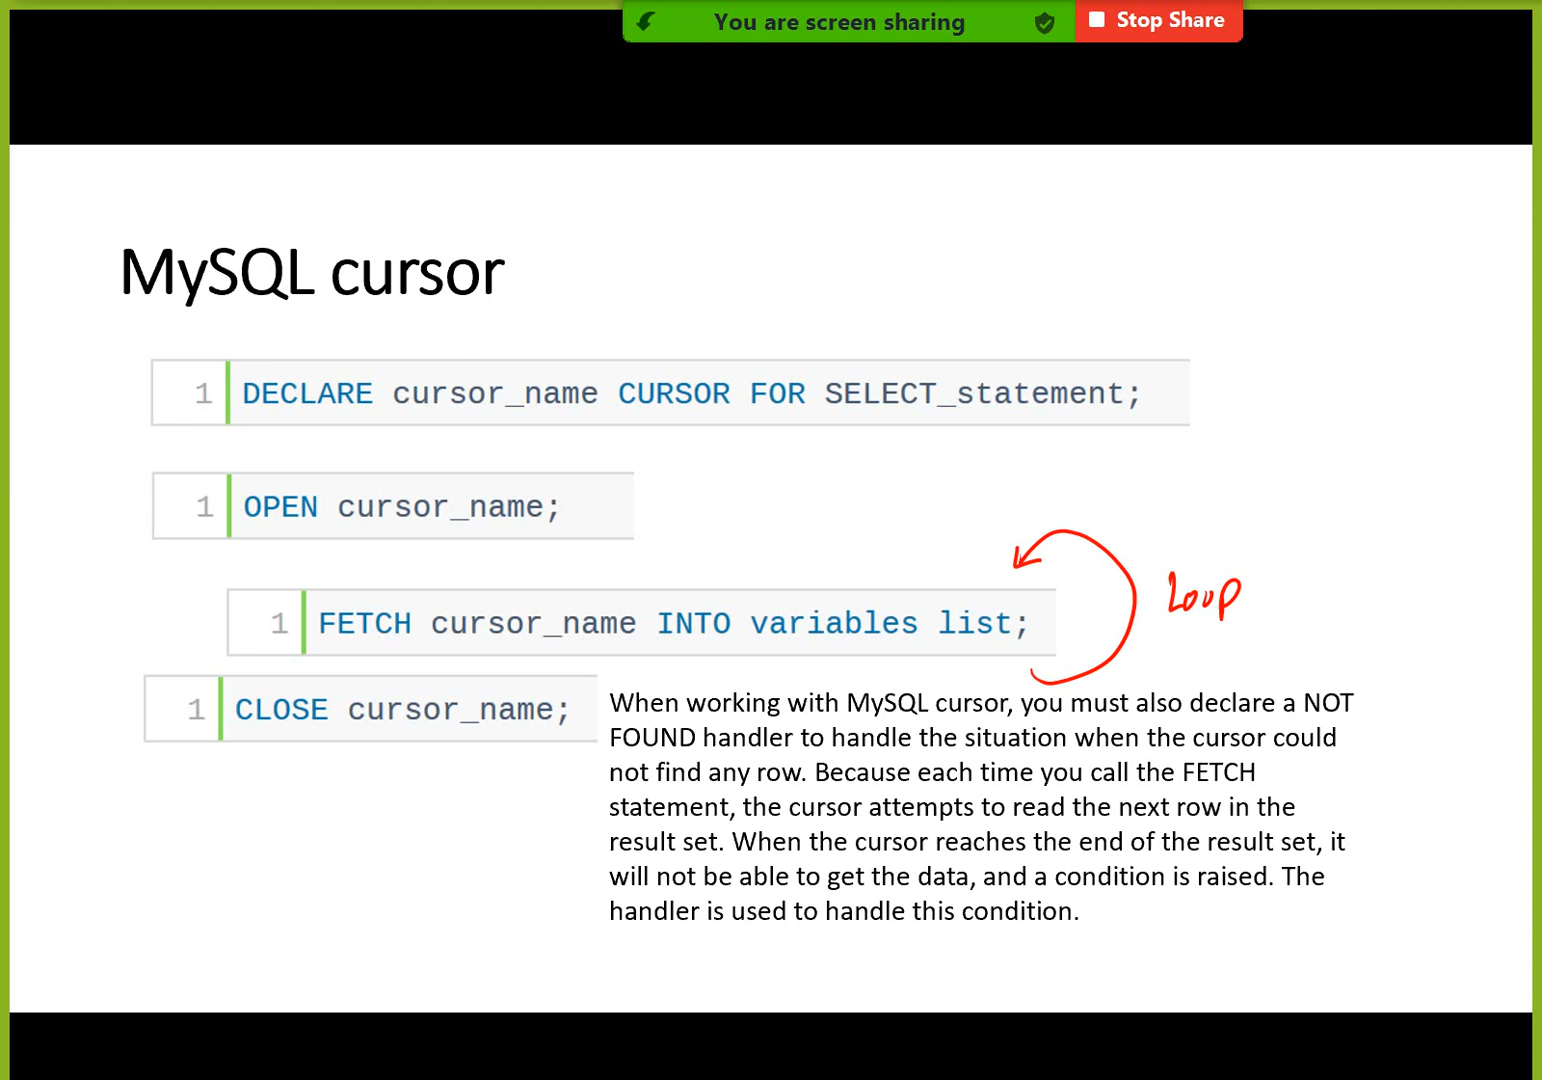 You are screen sharing
Stop Share
MySQL cursor
1 DECLARE cursor_name CURSOR FOR SELECT_statement;
1 OPEN cursor_name;
Loop
1 FETCH cursor_name INTO variables list;
1 CLOSE cursor_name;
When working with MySQL cursor, you must also declare a NOT
FOUND handler to handle the situation when the cursor could
not find any row. Because each time you call the FETCH
statement, the cursor attempts to read the next row in the
result set. When the cursor reaches the end of the result set, it
will not be able to get the data, and a condition is raised. The
handler is used to handle this condition.